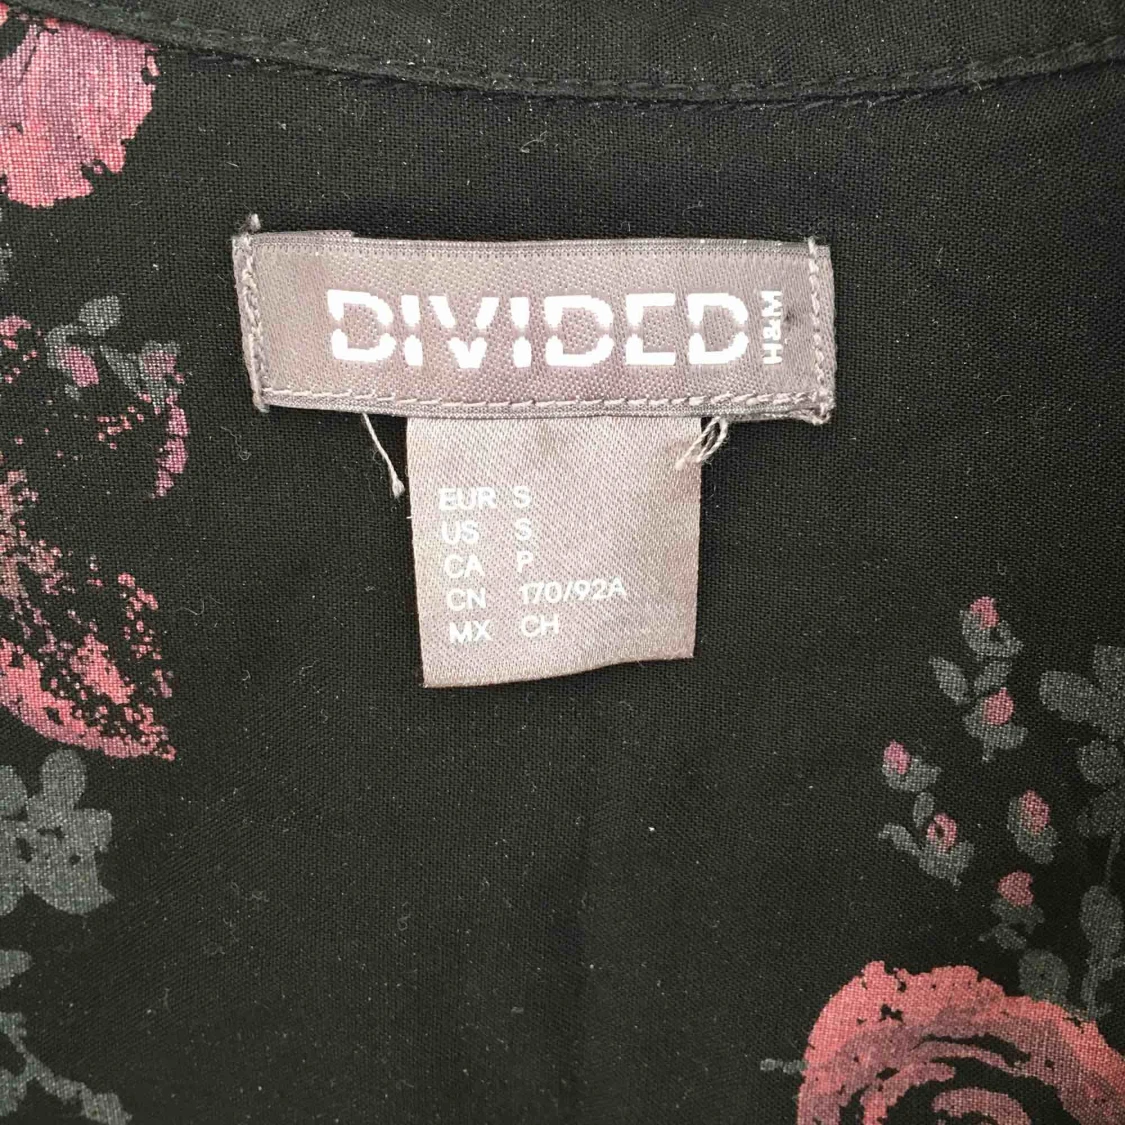 DIVIDED
H&M
EUR S
US S
CA P
CN 170/92A
MX CH